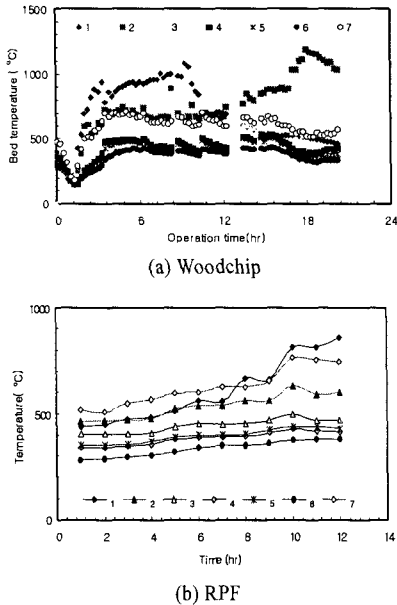 1 2 3 4 5 6 7
1500
1000
500
0
Bed temperature( °C)
0 6 12 18 24
Operation time(hr)
(a) Woodchip
1000
500
0
Temperature( °C)
1 2 3 4 5 6 7
0 2 4 6 8 10 12 14
Time (hr)
(b) RPF